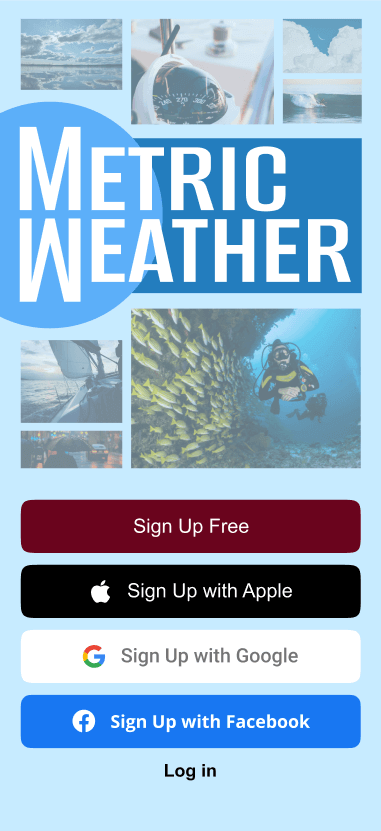 METRIC
WEATHER
Sign Up Free
Sign Up with Apple
Sign Up with Google
Sign Up with Facebook
Log in